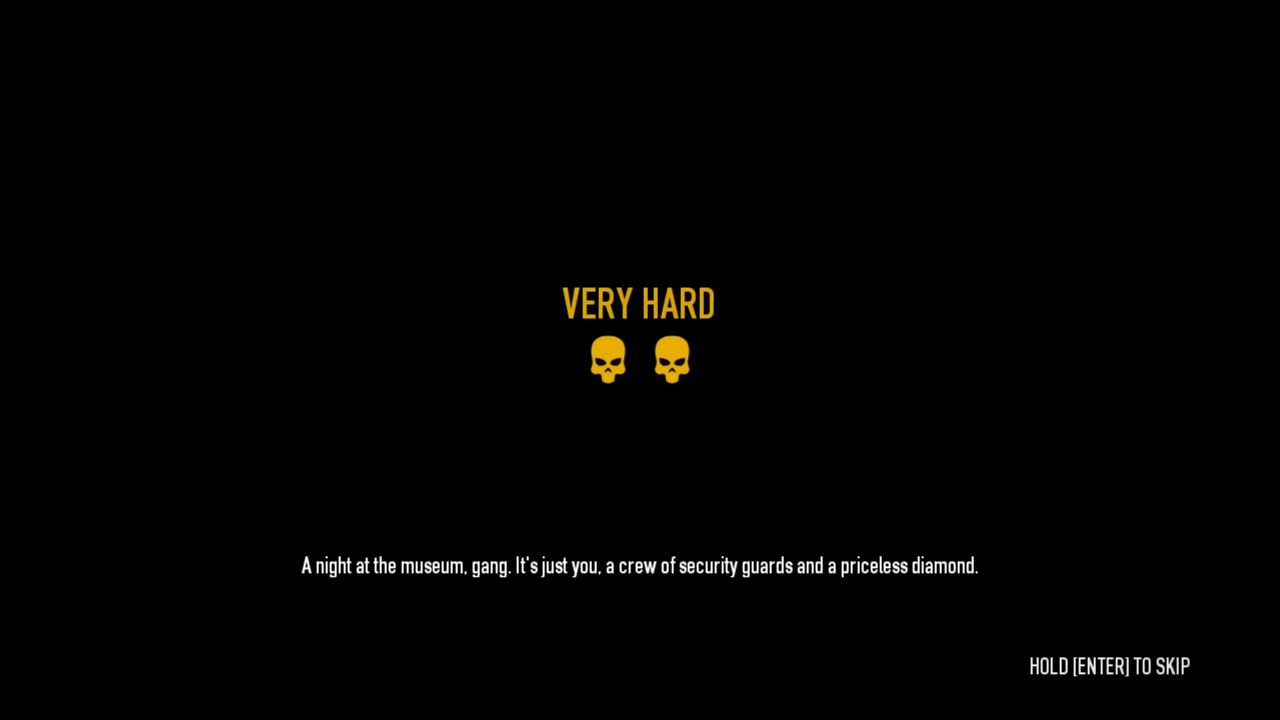 VERY HARD
A night at the museum, gang. It's just you, a crew of security guards and a priceless diamond.
HOLD [ENTER] TO SKIP